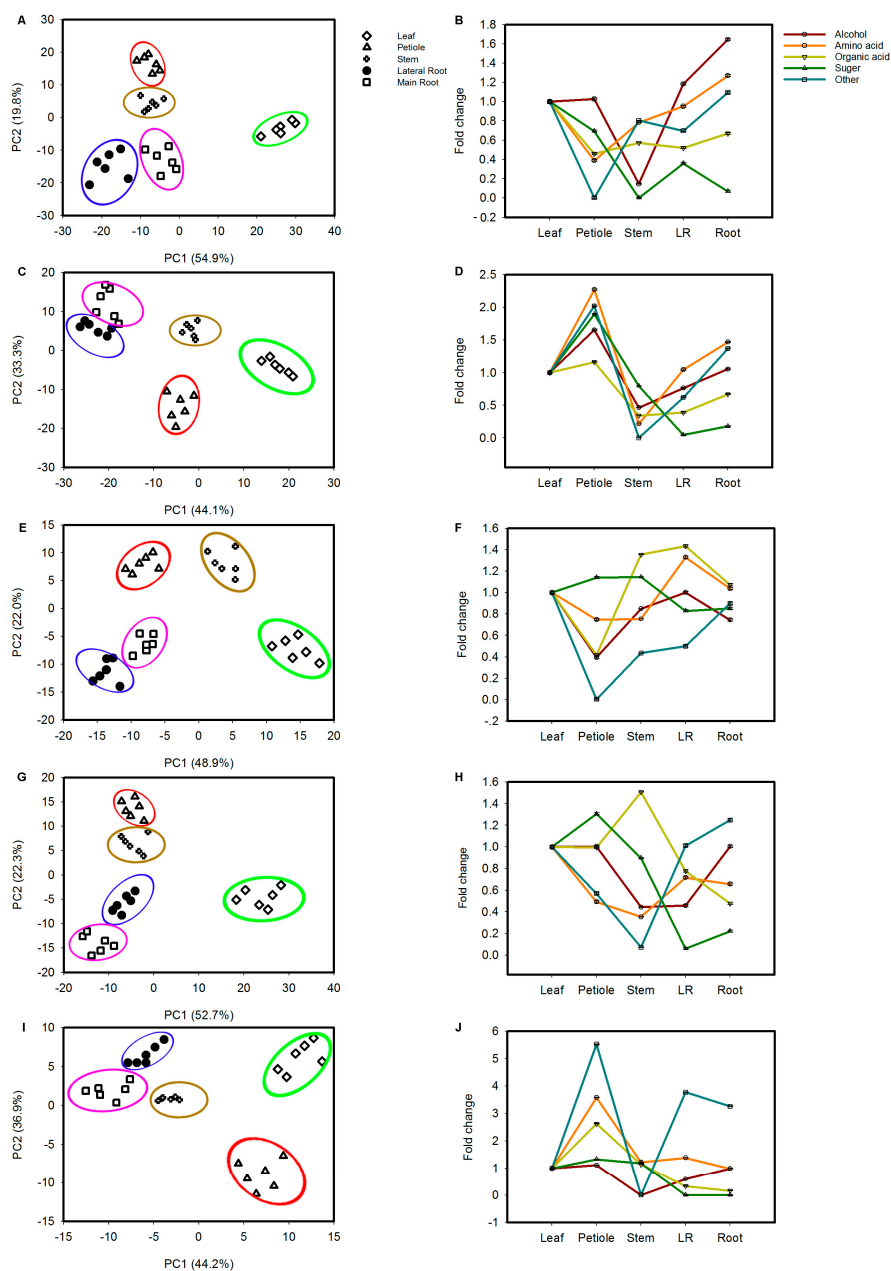 A
30
20
10
0
-10
-20
-30
-30 -20 -10 0 10 20 30 40
PC2 (19.8%)
PC1 (54.9%)
Leaf
Petiole
Stem
Lateral Root
Main Root
B
1.8
1.6
1.4
1.2
1.0
0.8
0.6
0.4
0.2
0.0
- 0.2
Fold change
Leaf Petiole Stem LR Root
Alcohol
Amino acid
Organic acid
Suger
Other
C
20
10
0
-10
-20
-30
-30 -20 -10 0 10 20 30
PC2 (33.3%)
PC1 (44.1%)
D
2.5
2.0
1.5
1.0
0.5
0.0
Fold change
Leaf Petiole Stem LR Root
E
15
10
5
0
-5
-10
-15
-20
-20 -15 -10 -5 0 5 10 15 20
PC2 (22.0%)
PC1 (48.9%)
F
1.6
1.4
1.2
1.0
0.8
0.6
0.4
0.2
0.0
-.2
Fold change
Leaf Petiole Stem LR Root
G
20
15
10
5
0
-5
-10
-15
-20
-20 -10 0 10 20 30 40
PC2 (22.3%)
PC1 (52.7%)
H
1.6
1.4
1.2
1.0
0.8
0.6
0.4
0.2
0.0
Fold change
Leaf Petiole Stem LR Root
I
10
5
0
-5
-10
-15
-15 -10 -5 0 5 10 15
PC2 (36.9%)
PC1 (44.2%)
J
6
5
4
3
2
1
0
-1
Fold change
Leaf Petiole Stem LR Root